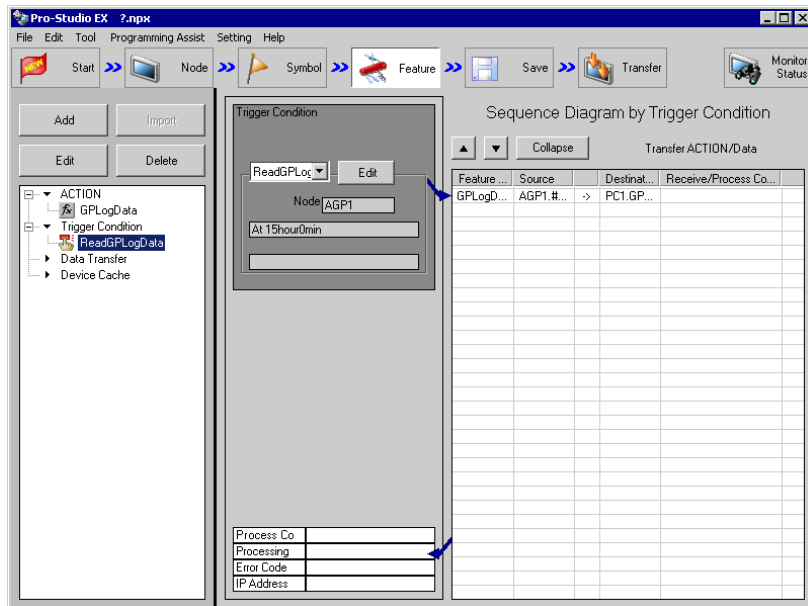 Pro-Studio EX ?.npx
File Edit Tool Programming Assist Setting Help
NEW Start Node Symbol Feature Save Transfer Monitor Status
Add Import
Edit Delete
ACTION
GPLogData
Trigger Condition
ReadGPLogData
Data Transfer
Device Cache
Trigger Condition
ReadGPLog Edit
Node AGP1
At 15hour0min
Process Co
Processing
Error Code
IP Address
Sequence Diagram by Trigger Condition
Collapse Transfer ACTION/Data
Feature ... Source Destinat... Receive/Process Co...
GPLogD... AGP1.#... -> PC1.GP...